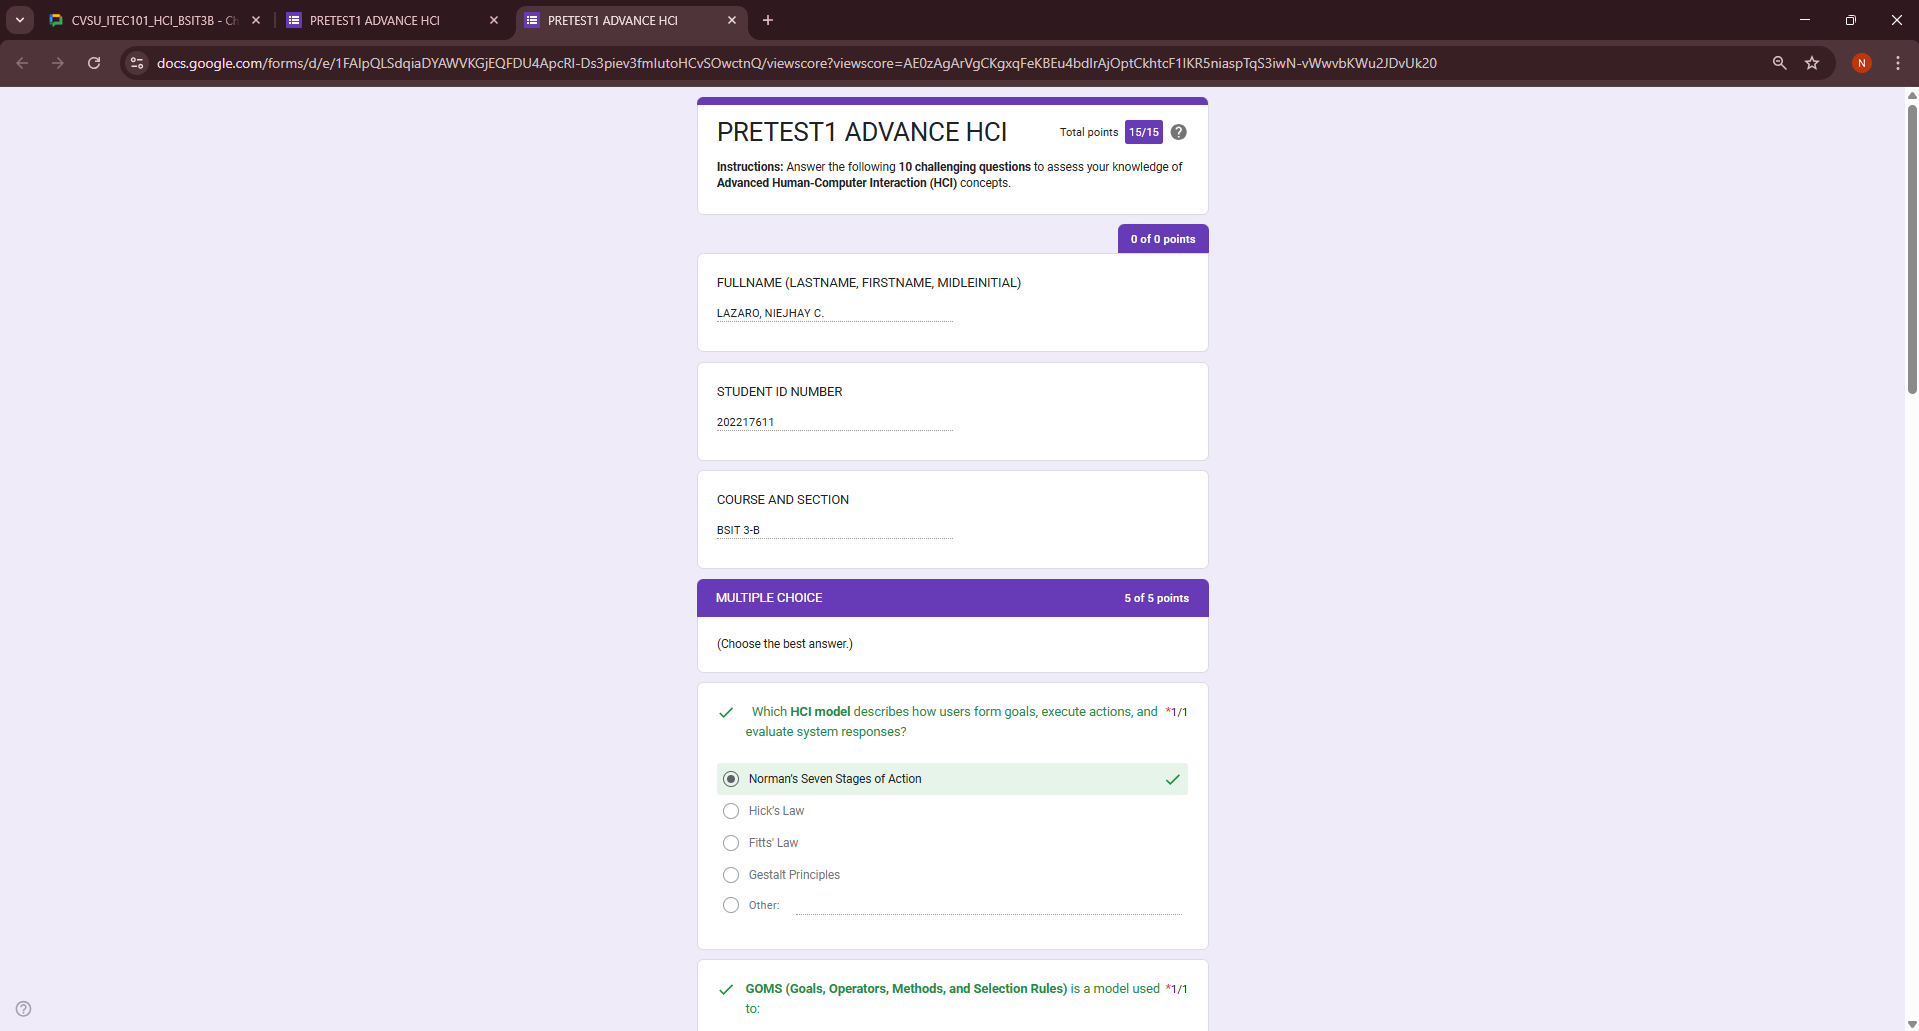 CVSU_ITEC101_HCI_BSIT3B - Ch
PRETEST1 ADVANCE HCI
PRETEST1 ADVANCE HCI
docs.google.com/forms/d/e/1FAIpQLSdqiaDYAWVKGjEQFDU4ApcRI-Ds3piev3fmIutoHCvSOwctnQ/viewscore?viewscore=AE0zAgArVgCKgxqFeKBEu4bdIrAjOptCkhtcF1IKR5niaspTqS3iwN-vWwvbKWu2JDvUk20
N
PRETEST1 ADVANCE HCI
Total points 15/15 ?
Instructions: Answer the following 10 challenging questions to assess your knowledge of
Advanced Human-Computer Interaction (HCI) concepts.
0 of 0 points
FULLNAME (LASTNAME, FIRSTNAME, MIDLEINITIAL)
LAZARO, NIEJHAY C.
STUDENT ID NUMBER
202217611
COURSE AND SECTION
BSIT 3-B
MULTIPLE CHOICE
5 of 5 points
(Choose the best answer.)
Which HCI model describes how users form goals, execute actions, and *1/1
evaluate system responses?
Norman's Seven Stages of Action
Hick's Law
Fitts' Law
Gestalt Principles
Other:
GOMS (Goals, Operators, Methods, and Selection Rules) is a model used *1/1
to: